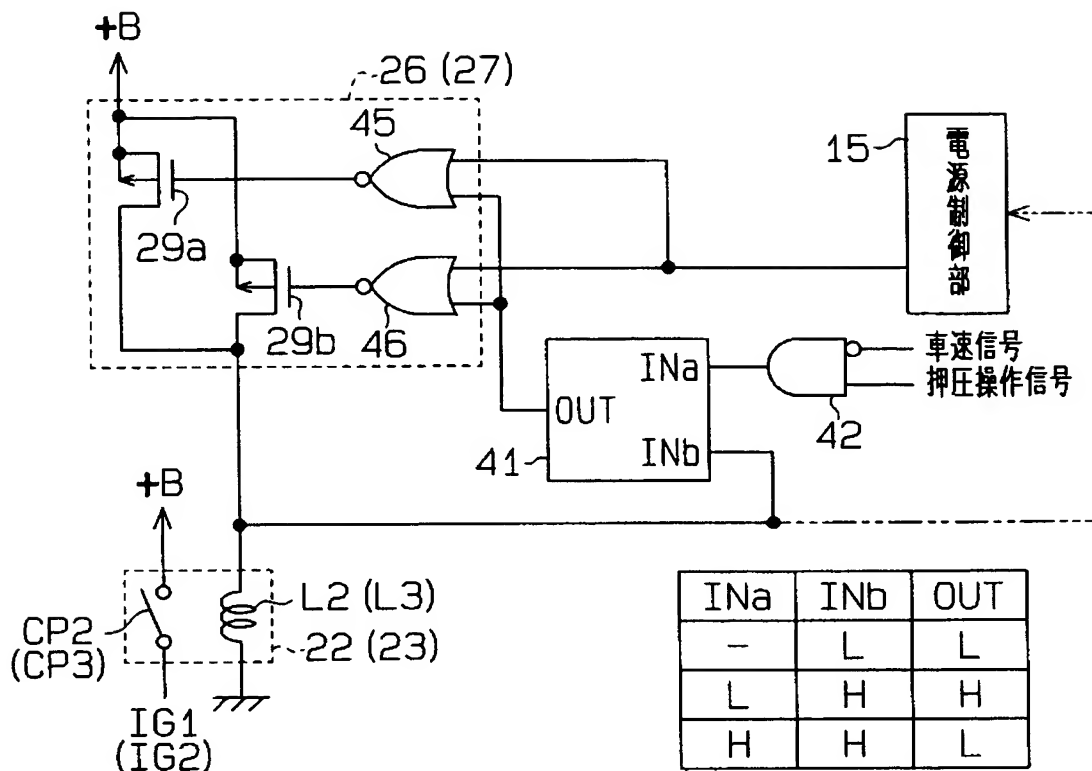 +B
26 (27)
45
15
電源制御部
29a
29b
46
車速信号
INa
押圧操作信号
OUT
42
41
INb
+B
L2 (L3)
CP2
(CP3)
22 (23)
IG1
(IG2)
INa INb OUT
- L L
L H H
H H L